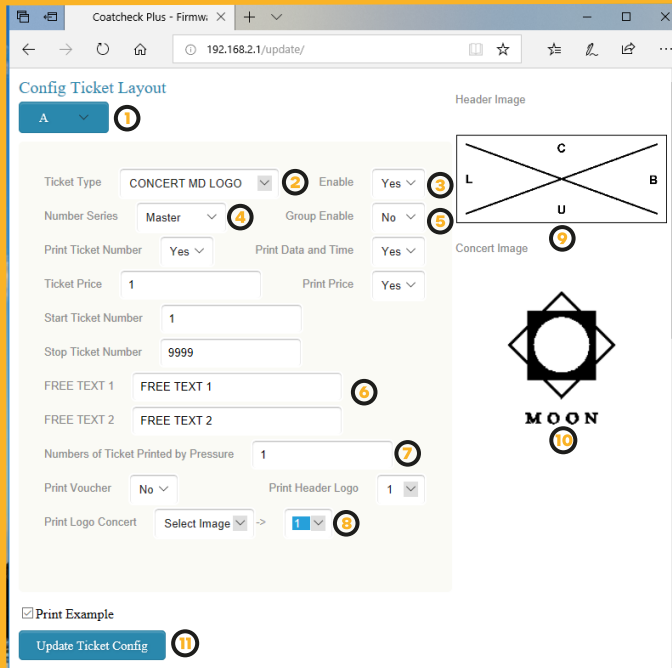 Coatcheck Plus - Firmwa
192.168.2.1/update/
Config Ticket Layout
A 1
Header Image
C
L B
U
9
Ticket Type CONCERT MD LOGO 2 Enable Yes 3
Number Series Master 4 Group Enable No 5
Concert Image
Print Ticket Number Yes Print Data and Time Yes
Ticket Price 1 Print Price Yes
Start Ticket Number 1
Stop Ticket Number 9999
FREE TEXT 1 FREE TEXT 1 6
FREE TEXT 2 FREE TEXT 2
MOON
10
Numbers of Ticket Printed by Pressure 1 7
Print Voucher No Print Header Logo 1
Print Logo Concert Select Image -> 1 8
Print Example
Update Ticket Config 11